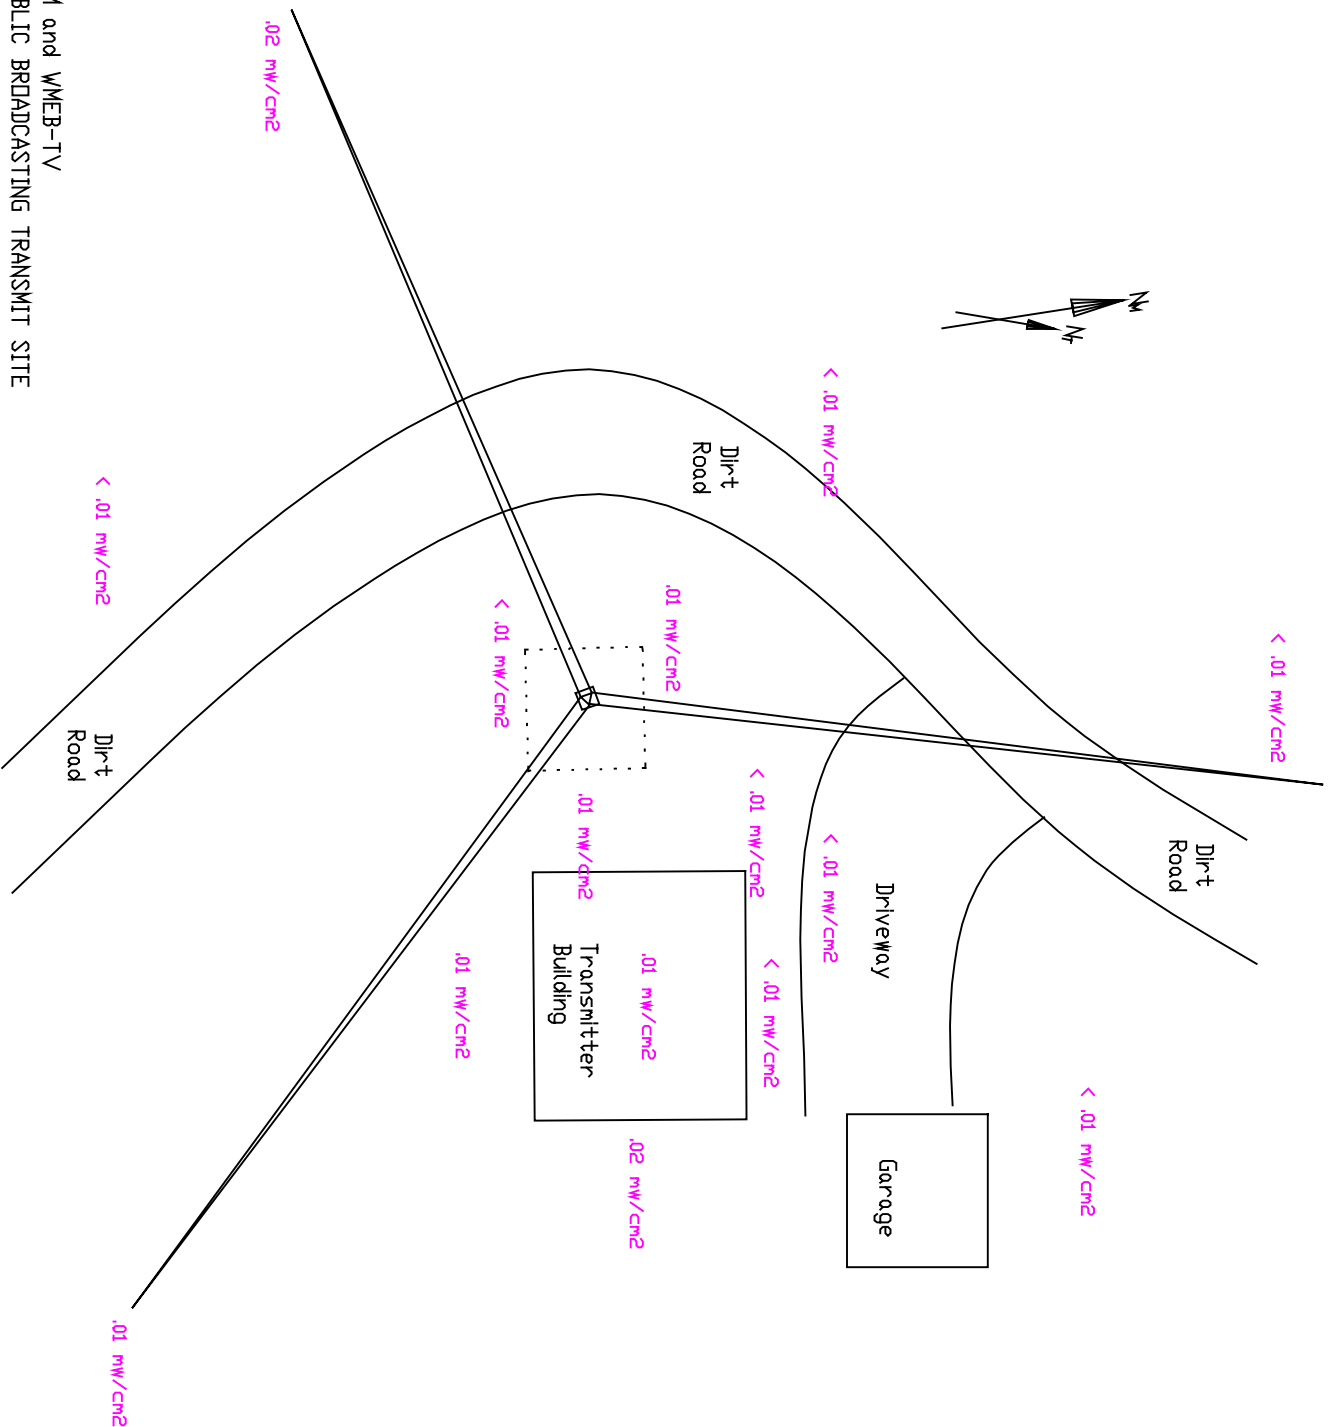 < .01 mW/cm2
Dirt
Road
Nm
Nt
< .01 mW/cm2
Driveway
Garage
< .01 mW/cm2
< .01 mW/cm2
< .01 mW/cm2
< .01 mW/cm2
Dirt
Road
.01 mW/cm2
.01 mW/cm2
.02 mW/cm2
Transmitter
Building
.01 mW/cm2
< .01 mW/cm2
.01 mW/cm2
.02 mW/cm2
.01 mW/cm2
< .01 mW/cm2
Dirt
Road
and WMEB-TV
BROADCASTING TRANSMIT SITE